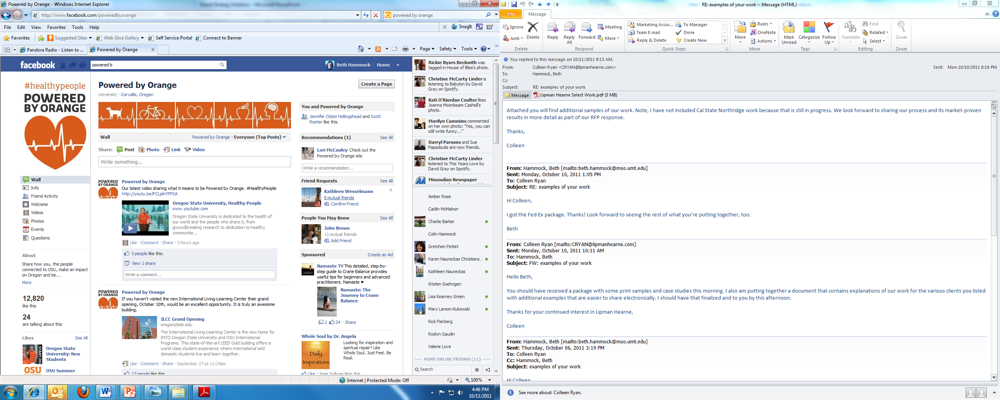 Powered by Orange - Windows Internet Explorer
http://www.facebook.com/poweredbyorange
powered by orange
File Edit View Favorites Tools Help
x SnagIt
Favorites Suggested Sites Web Slice Gallery Self Service Portal Connect to Banner
Pandora Radio - Listen to ... Powered by Orange
Page Safety Tools
facebook powered b Beth Hammock Home
#healthypeople
POWERED
BY ORANGE
Wall
Info
Friend Activity
Welcome
Videos
Photos
Events
Questions
About
Share how you, the people
connected to OSU, make an impact
on Oregon and be...
More
12,820
like this
24
are talking about this
Likes See All
Oregon State
University: New
Students
START 201
OSU
OSU Summer
Powered by Orange
Create a Page
University · Corvallis, Oregon
Wall Powered by Orange · Everyone (Top Posts)
Share: Post Photo Link Video
Write something...
POWERED
BY ORANGE
Powered by Orange
Our latest video sharing what it means to be Powered by Orange. #HealthyPeople
http://youtu.be/FCLplnYPP0A
Oregon State University, Healthy People
www.youtube.com
Oregon State University is dedicated to the health of
our world and the people who share it, from
groundbreaking research to dedication to healthy
communitie...
Like · Comment · Share · 3 hours ago
5 people like this.
View 1 share
Write a comment...
POWERED
BY ORANGE
Powered by Orange
If you haven't visited the new International Living-Learning Center their grand
opening, October 10th, would be an excellent opportunity. It is truly an awesome
building.
ILCC Grand Opening
oregonstate.edu
The International Living-Learning Center is the new home for
INTO Oregon State University and OSU International
Programs. This state-of-the-art LEED Gold building offers a
world-class student experience where international and
domestic students live and learn together.
Like · Comment · Share · September 27 at 11:24am
13 people like this.
You and Powered by Orange
Jennifer Odom Hollingshead and Scott
Reeter like this.
Recommendations (1) See All
Lori McCauley Check out the
Powered by Orange site
Write a recommendation...
Friend Requests See All
Kathleen Wesselmann
8 mutual friends
Confirm Friend
People You May Know See All
John Brown
11 mutual friends
Add Friend
Sponsored Create an Ad
Namaste TV This detailed, step-by-
step guide to Crane Balance provides
useful tips for beginners and advanced
practitioners. Namaste ♥
Namaste: The
Journey to Crane
Balance
2 24 · Share
Whole Soul by Dr. Angela
Daily
Inspirations
Looking for inspiration and
spiritual repair? Like
Whole Soul. Just Feel. Be
Real.
Like · Josie Sullivan likes this.
Rickie Byars Beckwith was
tagged in House of Bliss's photo.
Christine McCarty Linder is
listening to Babylon by David
Gray on Spotify.
Kati O'Riordan Coulter likes
Joanna Moonbeam Cashell's
photo.
Marilyn Cummins commented
on her own photo: "Yes, you can
still write funny..."
Darryl Parsons and Sue
Papadoulis are now friends.
Christine McCarty Linder
listened to This Years Love by
David Gray on Spotify.
Missoulian Newspaper
Amber Rose
Caitlin McMahon
Charlie Barker
Colin Hammock
Gretchen Pettet
Karen Naureckas Christians...
Kathleen Naureckas
Kristen Soehngen
Lisa Kearney Green
Mary Larson-Kukowski
Rick Fierberg
Roslyn Gaudin
Valerie Love
MORE ONLINE FRIENDS (11)
Search
Internet | Protected Mode: Off 100%
4:46 PM
10/11/2011
RE: examples of your work - Message (HTML)
File Message
Ignore
Junk
Delete
Delete
Reply
Reply
All
Forward
Meeting
More
Respond
Marketing Assoc... To Manager
Team E-mail Done
Reply & Delete Create New
Quick Steps
Move
Rules
OneNote
Actions
Move
Mark
Unread
Categorize
Follow
Up
Tags
Translate
Find
Related
Select
Editing
Zoom
Zoom
You replied to this message on 10/11/2011 9:13 AM.
From: Colleen Ryan <CRYAN@lipmanhearne.com> Sent: Mon 10/10/2011 8:19 PM
To: Hammock, Beth
Cc:
Subject: RE: examples of your work
Message Lipman Hearne Select Work.pdf (3 MB)
Attached you will find additional samples of our work. Note, I have not included Cal State Northridge work because that is still in progress. We look forward to sharing our process and its market-proven
results in more detail as part of our RFP response.
Thanks,
Colleen
From: Hammock, Beth [mailto:beth.hammock@mso.umt.edu]
Sent: Monday, October 10, 2011 1:05 PM
To: Colleen Ryan
Subject: RE: examples of your work
Hi Colleen,
I got the Fed Ex package. Thanks! Look forward to seeing the rest of what you’re putting together, too.
Beth
From: Colleen Ryan [mailto:CRYAN@lipmanhearne.com]
Sent: Monday, October 10, 2011 10:11 AM
To: Hammock, Beth
Subject: FW: examples of your work
Hello Beth,
You should have received a package with some print samples and case studies this morning. I also am putting together a document that contains explanations of our work for the various clients you listed
with additional examples that are easier to share electronically. I should have that finalized and to you by this afternoon.
Thanks for your continued interest in Lipman Hearne,
Colleen
From: Hammock, Beth [mailto:beth.hammock@mso.umt.edu]
Sent: Thursday, October 06, 2011 3:19 PM
To: Colleen Ryan
Cc: Hammock, Beth
Subject: examples of your work
Hi Colleen
See more about: Colleen Ryan.